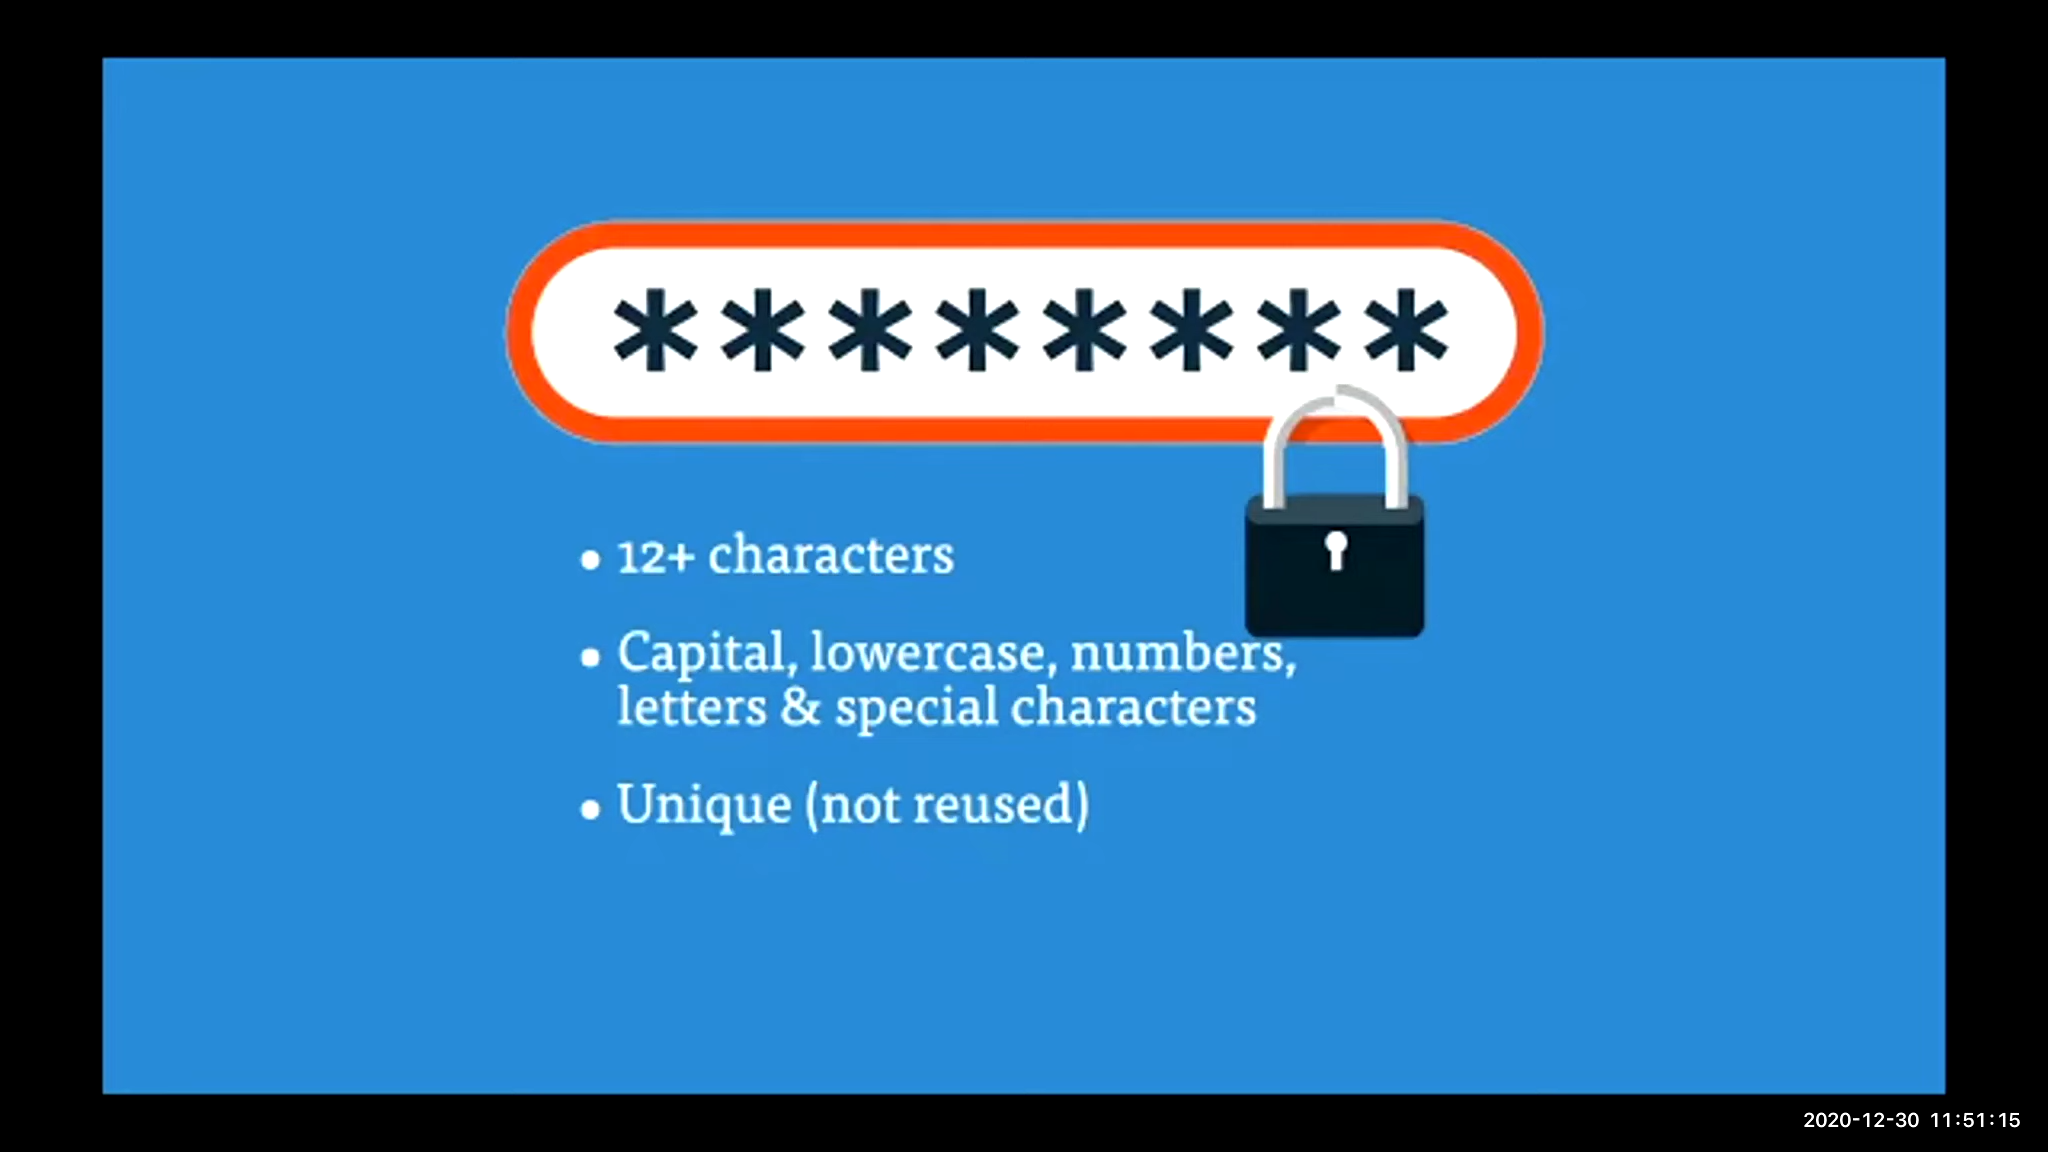 ********
• 12+ characters
• Capital, lowercase, numbers,
letters & special characters
• Unique (not reused)
2020-12-30 11:51:15